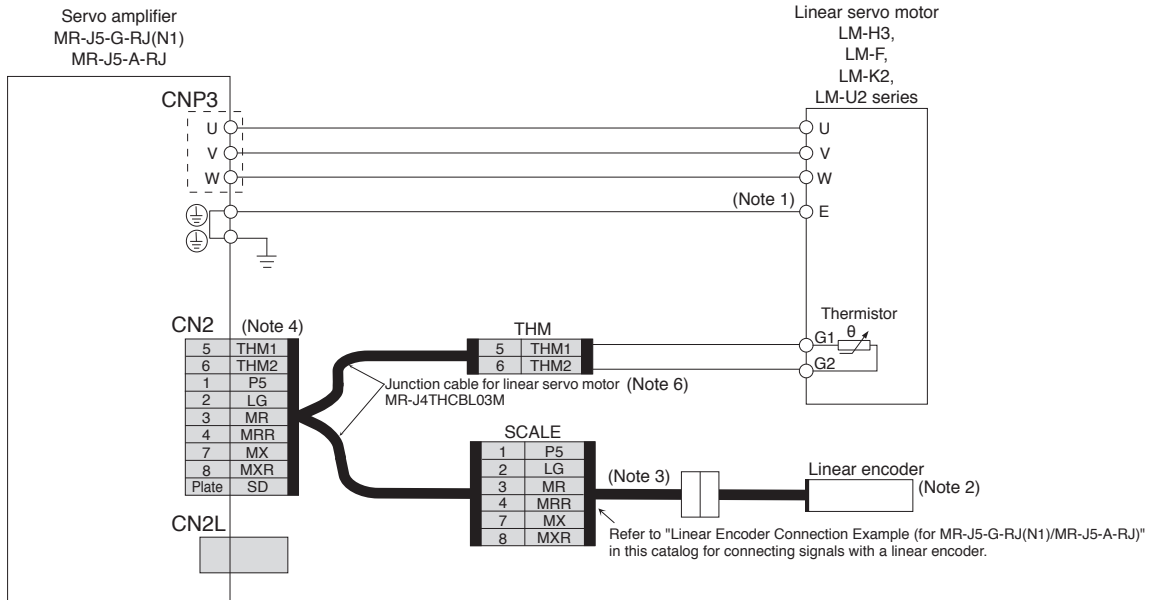 Servo amplifier
MR-J5-G-RJ(N1)
MR-J5-A-RJ
Linear servo motor
LM-H3,
LM-F,
LM-K2,
LM-U2 series
CNP3
U
V
W
U
V
W
(Note 1)
E
CN2 (Note 4)
5 THM1
6 THM2
1 P5
2 LG
3 MR
4 MRR
7 MX
8 MXR
Plate SD
THM
5 THM1
6 THM2
Thermistor
G1 θ
G2
Junction cable for linear servo motor (Note 6)
MR-J4THCBL03M
SCALE
1 P5
2 LG
3 MR
4 MRR
7 MX
8 MXR
(Note 3)
Linear encoder
(Note 2)
Refer to "Linear Encoder Connection Example (for MR-J5-G-RJ(N1)/MR-J5-A-RJ)"
in this catalog for connecting signals with a linear encoder.
CN2L